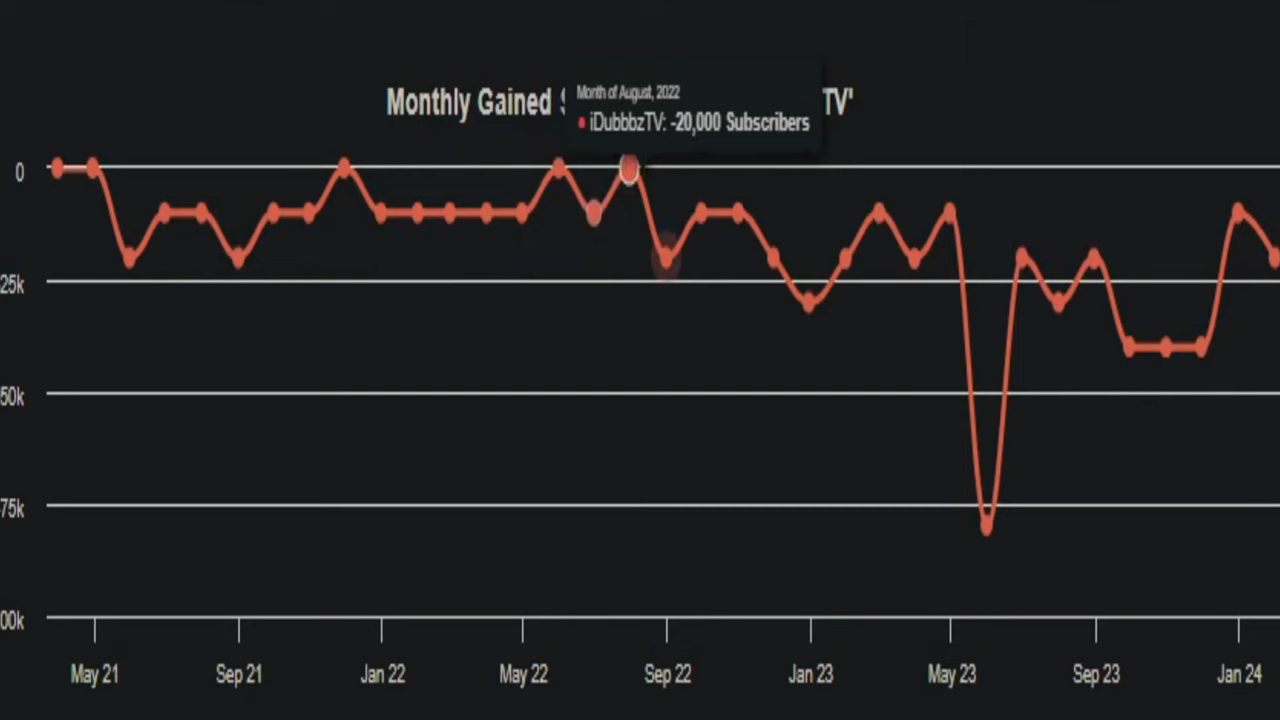 Month of August, 2022
Monthly Gained S TV'
iDubbbzTV: -20,000 Subscribers
0
25k
50k
75k
00k
May 21 Sep 21 Jan 22 May 22 Sep 22 Jan 23 May 23 Sep 23 Jan 24